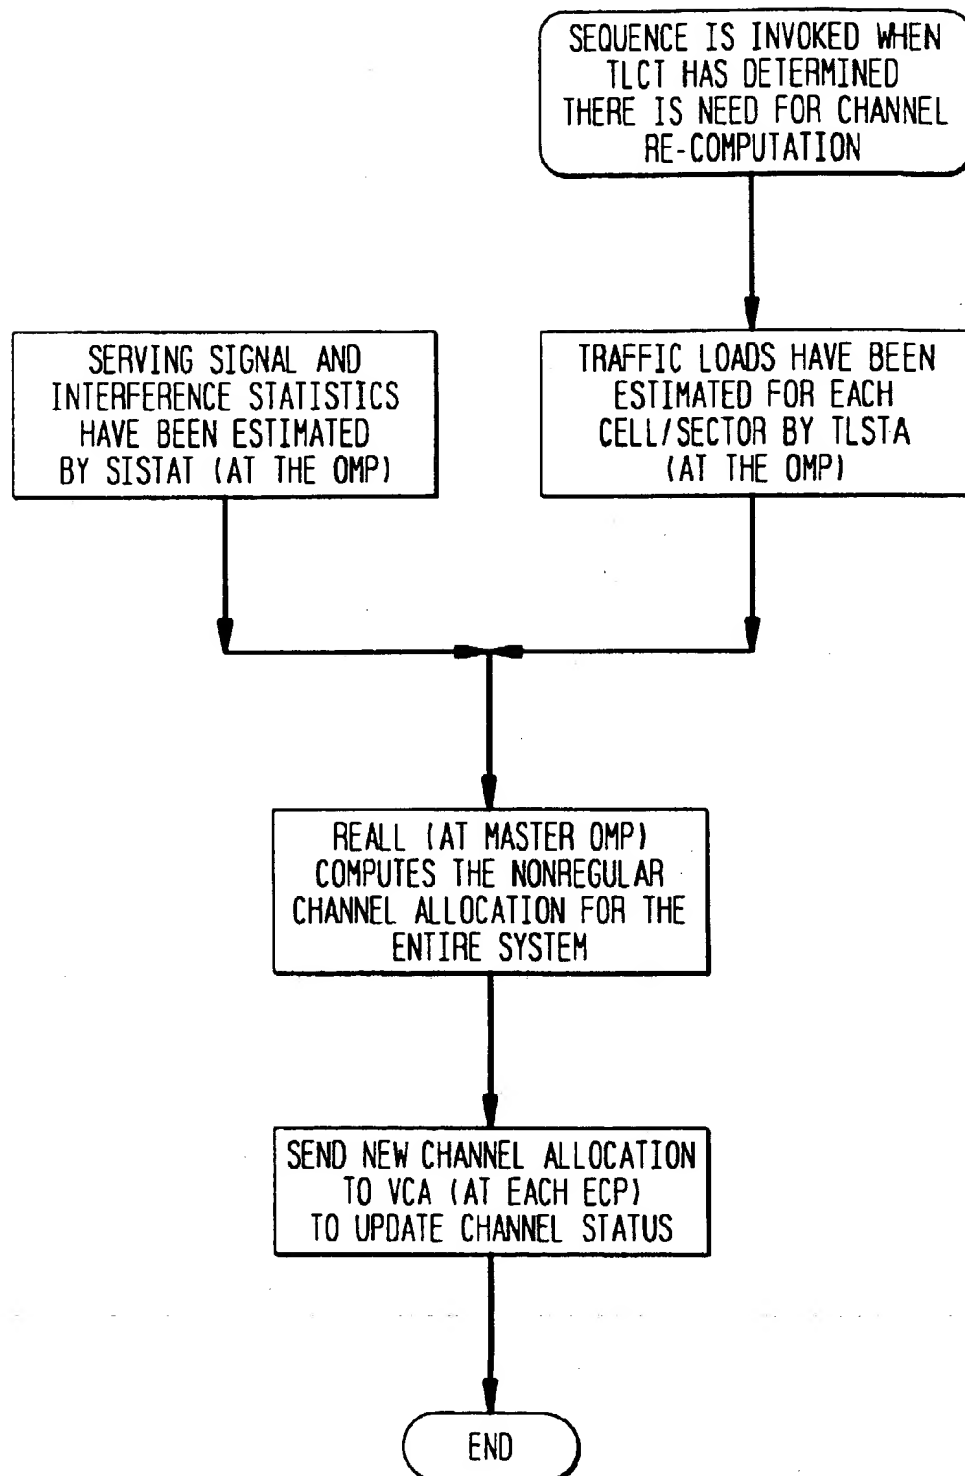 SEQUENCE IS INVOKED WHEN
TLCT HAS DETERMINED
THERE IS NEED FOR CHANNEL
RE-COMPUTATION
SERVING SIGNAL AND
INTERFERENCE STATISTICS
HAVE BEEN ESTIMATED
BY SISTAT (AT THE OMP)
TRAFFIC LOADS HAVE BEEN
ESTIMATED FOR EACH
CELL/SECTOR BY TLSTA
(AT THE OMP)
REALL (AT MASTER OMP)
COMPUTES THE NONREGULAR
CHANNEL ALLOCATION FOR THE
ENTIRE SYSTEM
SEND NEW CHANNEL ALLOCATION
TO VCA (AT EACH ECP)
TO UPDATE CHANNEL STATUS
END